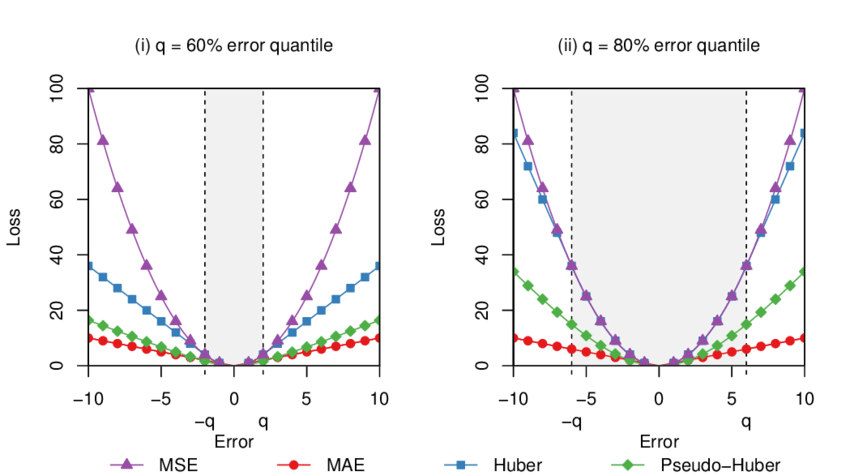 (i) q = 60% error quantile
(ii) q = 80% error quantile
Loss
100
80
60
40
20
0
−10 −5 0 5 10
−q q
Error
Loss
100
80
60
40
20
0
−10 −5 0 5 10
−q q
Error
MSE MAE Huber Pseudo−Huber